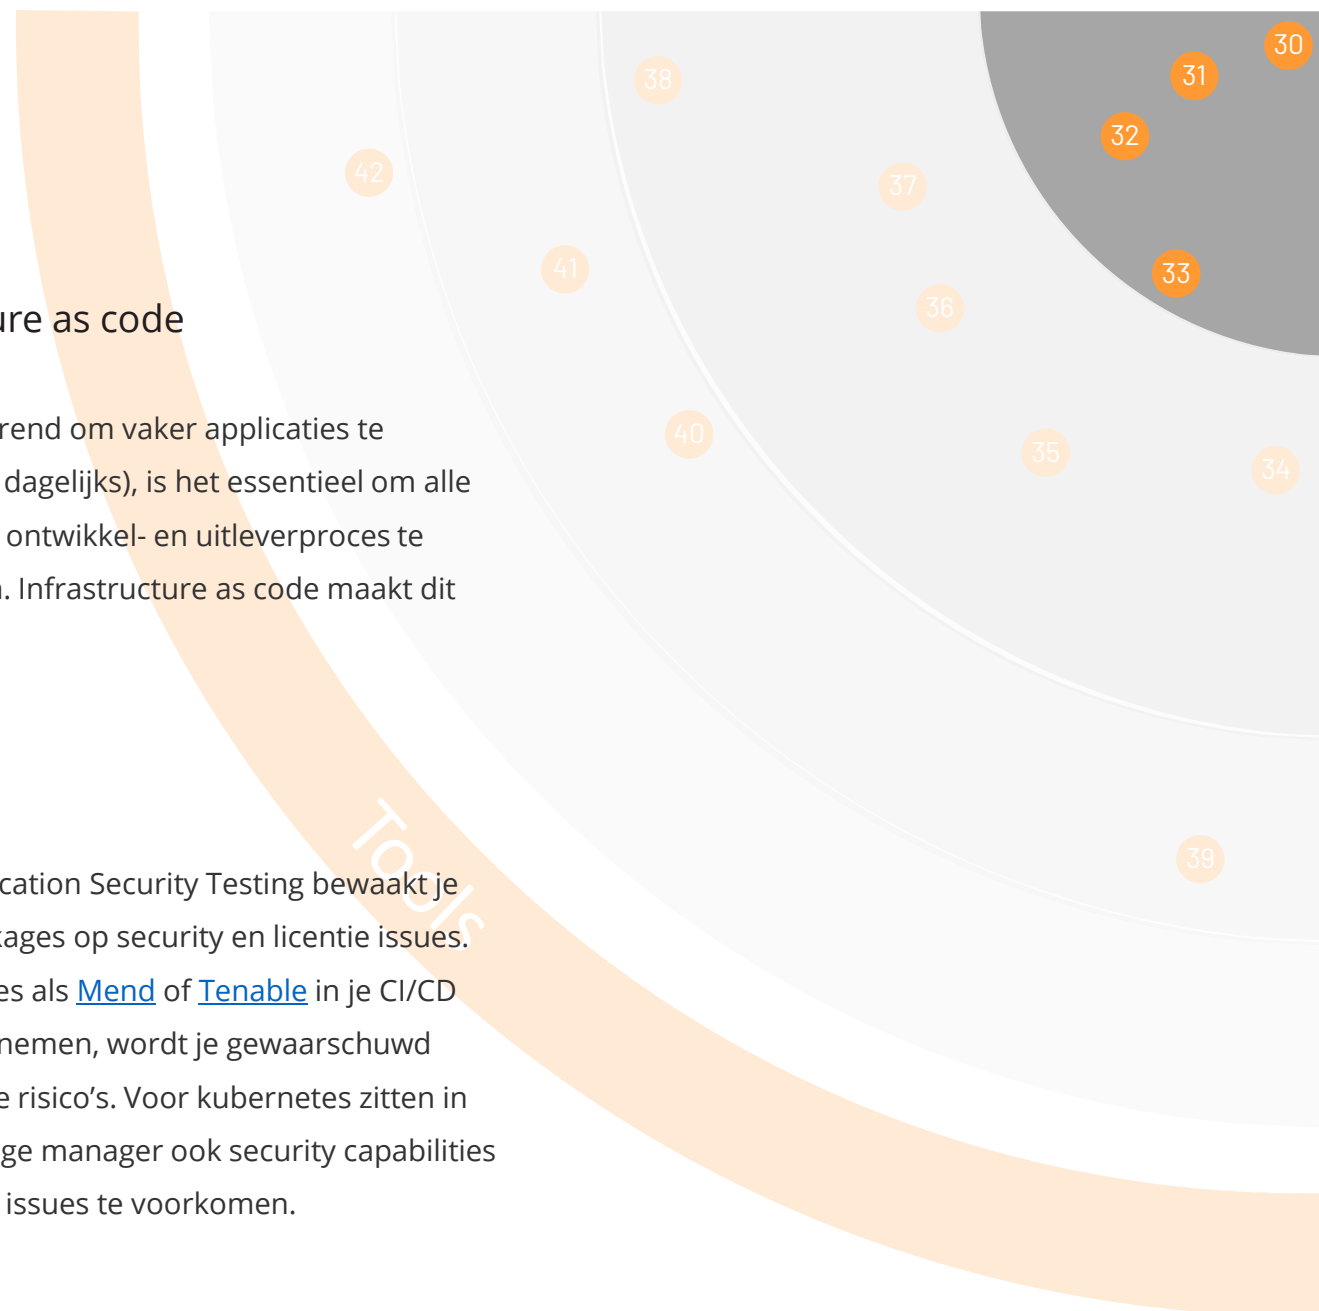 ure as code
rend om vaker applicaties te
dagelijks), is het essentieel om alle
ontwikkel- en uitleverproces te
. Infrastructure as code maakt dit
cation Security Testing bewaakt je
kages op security en licentie issues.
es als Mend of Tenable in je CI/CD
nemen, wordt je gewaarschuwd
e risico's. Voor kubernetes zitten in
ge manager ook security capabilities
issues te voorkomen.
Tools
30
31
32
33
34
35
36
37
38
39
40
41
42